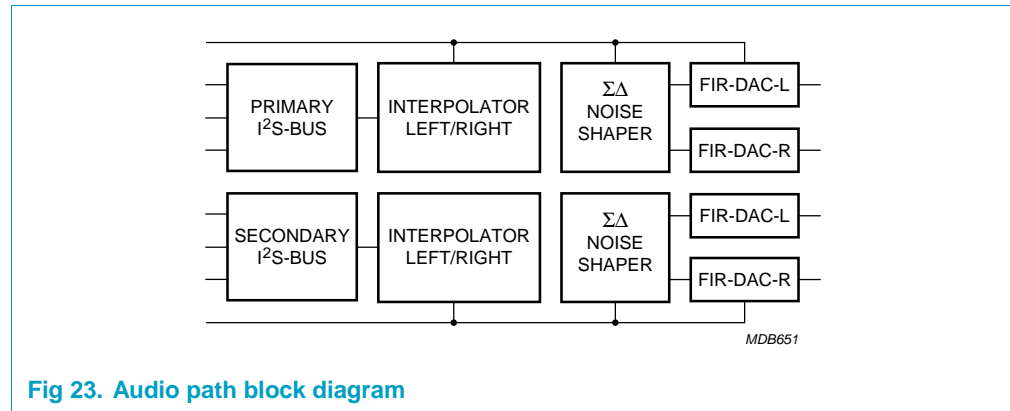 PRIMARY
I²S-BUS
INTERPOLATOR
LEFT/RIGHT
ΣΔ
NOISE
SHAPER
FIR-DAC-L
FIR-DAC-R
SECONDARY
I²S-BUS
INTERPOLATOR
LEFT/RIGHT
ΣΔ
NOISE
SHAPER
FIR-DAC-L
FIR-DAC-R
MDB651
Fig 23. Audio path block diagram